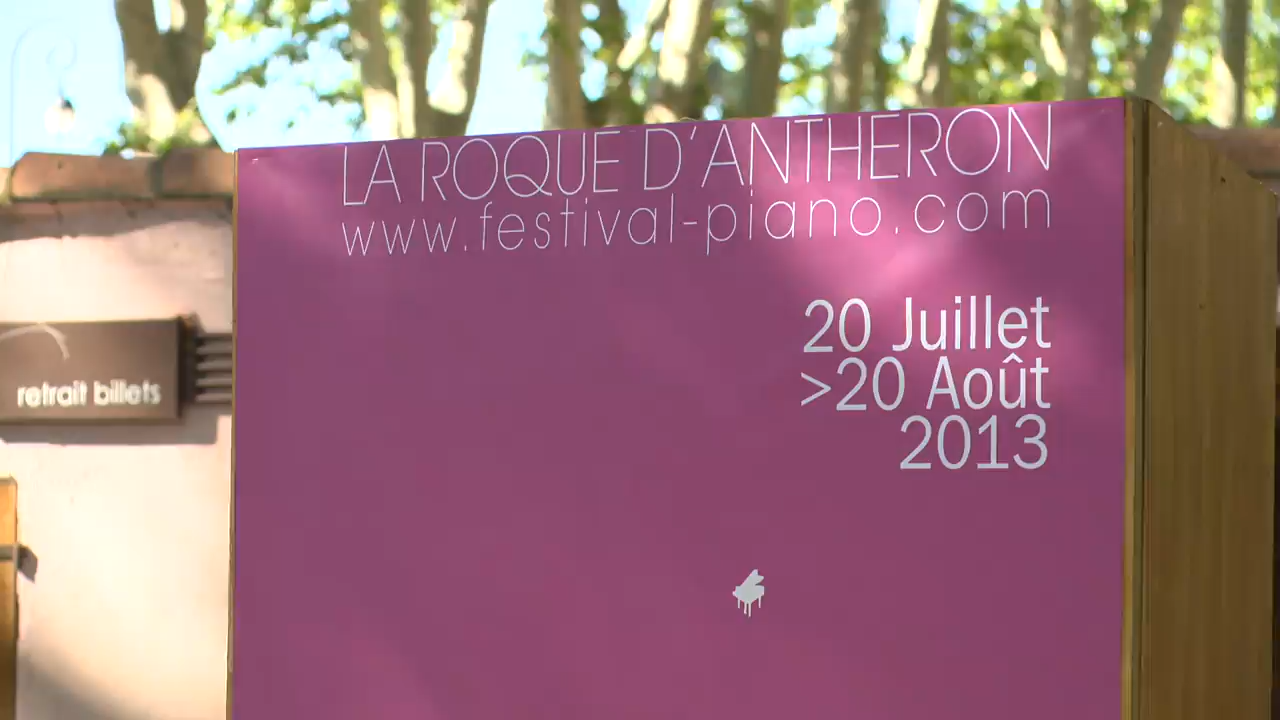 LA ROQUE D'ANTHERON
www.festival-piano.com
20 Juillet
>20 Août
2013
retrait billets